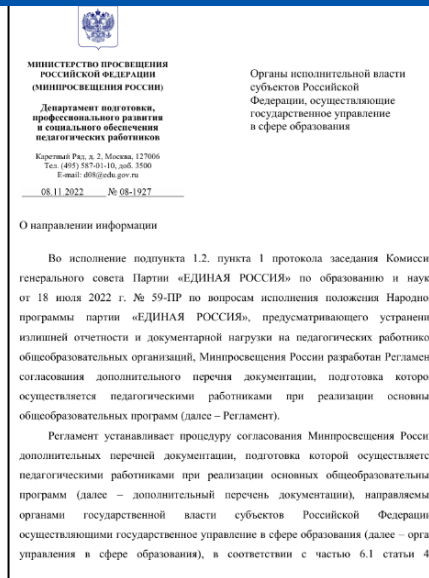 МИНИСТЕРСТВО ПРОСВЕЩЕНИЯ
РОССИЙСКОЙ ФЕДЕРАЦИИ
(МИНПРОСВЕЩЕНИЯ РОССИИ)
Департамент подготовки,
профессионального развития
и социального обеспечения
педагогических работников
Каретный Ряд, д. 2, Москва, 127006
Тел. (495) 587-01-10, доб. 3500
E-mail: d08@edu.gov.ru
08.11.2022 № 08-1927
Органы исполнительной власти
субъектов Российской
Федерации, осуществляющие
государственное управление
в сфере образования
О направлении информации
Во исполнение подпункта 1.2. пункта 1 протокола заседания Комисси
генерального совета Партии «ЕДИНАЯ РОССИЯ» по образованию и наук
от 18 июля 2022 г. № 59-ПР по вопросам исполнения положения Народно
программы партии «ЕДИНАЯ РОССИЯ», предусматривающего устранени
излишней отчетности и документарной нагрузки на педагогических работнико
общеобразовательных организаций, Минпросвещения России разработан Регламен
согласования дополнительного перечня документации, подготовка которо
осуществляется педагогическими работниками при реализации основны
общеобразовательных программ (далее – Регламент).
Регламент устанавливает процедуру согласования Минпросвещения Росси
дополнительных перечней документации, подготовка которой осуществляетс
педагогическими работниками при реализации основных общеобразовательны
программ (далее – дополнительный перечень документации), направляемы
органами государственной власти субъектов Российской Федераци
осуществляющими государственное управление в сфере образования (далее – орга
управления в сфере образования), в соответствии с частью 6.1 статьи 4